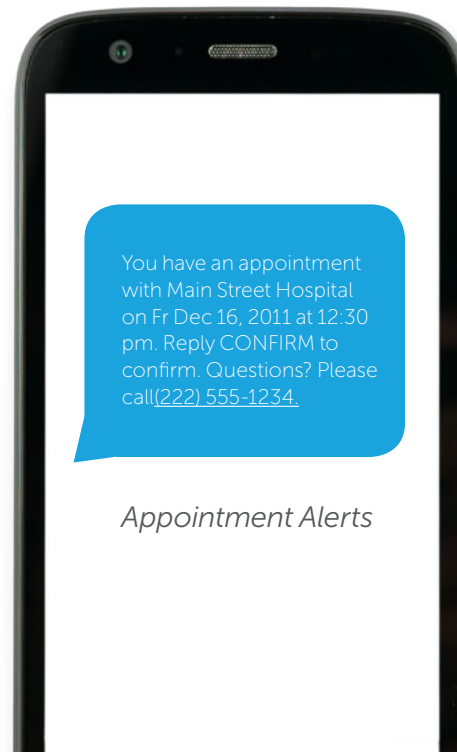 You have an appointment
with Main Street Hospital
on Fr Dec 16, 2011 at 12:30
pm. Reply CONFIRM to
confirm. Questions? Please
call(222) 555-1234.
Appointment Alerts